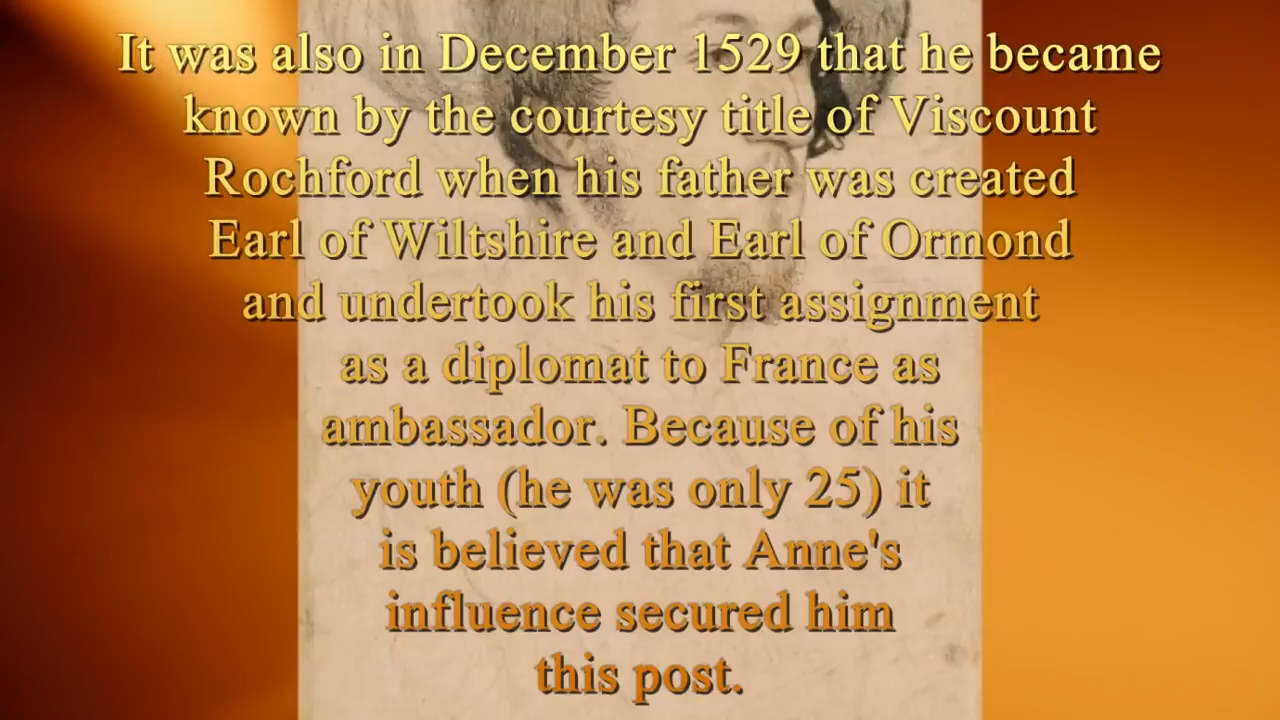 It was also in December 1529 that he became
known by the courtesy title of Viscount
Rochford when his father was created
Earl of Wiltshire and Earl of Ormond
and undertook his first assignment
as a diplomat to France as
ambassador. Because of his
youth (he was only 25) it
is believed that Anne's
influence secured him
this post.